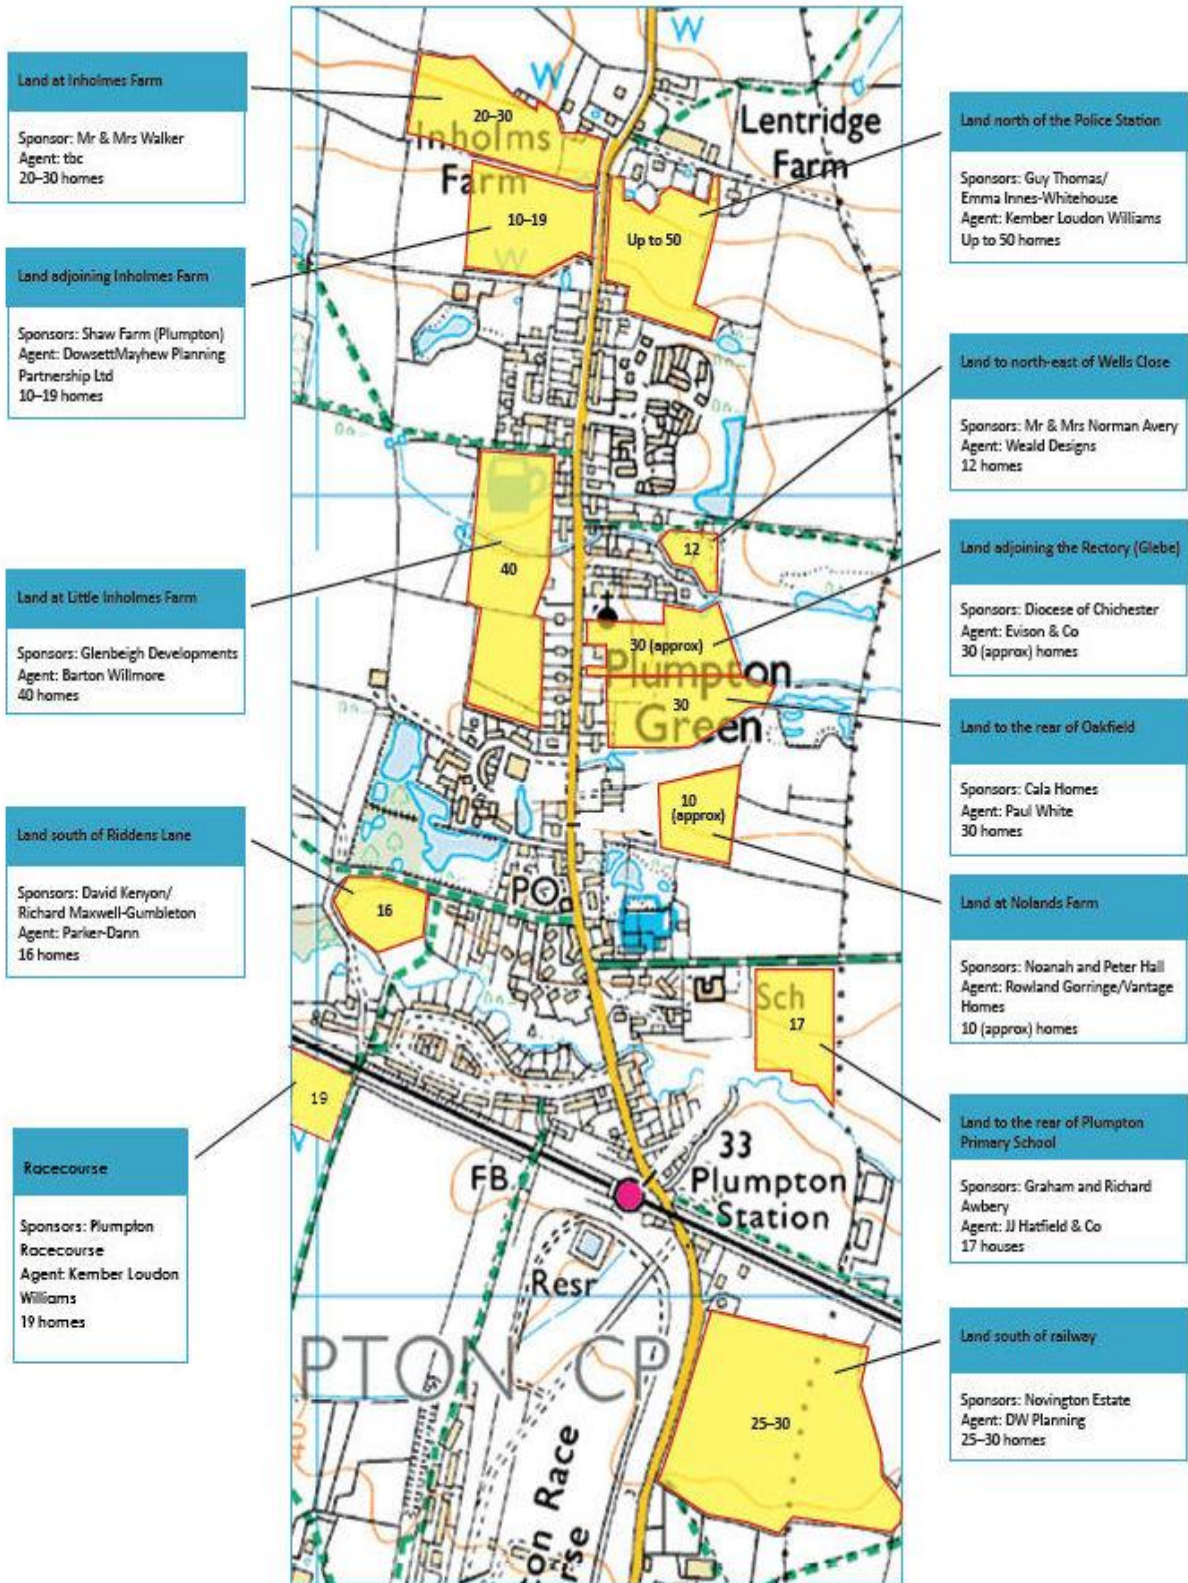 Land at Inholmes Farm
Sponsor: Mr & Mrs Walker
Agent: tbc
20–30 homes
Land adjoining Inholmes Farm
Sponsors: Shaw Farm (Plumpton)
Agent: DowsettMayhew Planning
Partnership Ltd
10–19 homes
Land at Little Inholmes Farm
Sponsors: Glenbeigh Developments
Agent: Barton Willmore
40 homes
Land south of Riddens Lane
Sponsors: David Kenyon/
Richard Maxwell-Gumbleton
Agent: Parker-Dann
16 homes
Racecourse
Sponsors: Plumpton
Racecourse
Agent: Kember Loudon
Williams
19 homes
W
W
20–30
Inholms
Farm
Lentridge
Farm
10–19
W
Up to 50
40
12
30 (approx)
Plumpton
Green
30
10
(approx)
PO
16
Sch
17
19
33
FB
Plumpton
Station
Resr
PTON CP
25–30
40
on Race
rse
Land north of the Police Station
Sponsors: Guy Thomas/
Emma Innes-Whitehouse
Agent: Kember Loudon Williams
Up to 50 homes
Land to north-east of Wells Close
Sponsors: Mr & Mrs Norman Avery
Agent: Weald Designs
12 homes
Land adjoining the Rectory (Glebe)
Sponsors: Diocese of Chichester
Agent: Evison & Co
30 (approx) homes
Land to the rear of Oakfield
Sponsors: Cala Homes
Agent: Paul White
30 homes
Land at Nolands Farm
Sponsors: Noanah and Peter Hall
Agent: Rowland Gorringe/Vantage
Homes
10 (approx) homes
Land to the rear of Plumpton
Primary School
Sponsors: Graham and Richard
Awbery
Agent: JJ Hatfield & Co
17 houses
Land south of railway
Sponsors: Novington Estate
Agent: DW Planning
25–30 homes